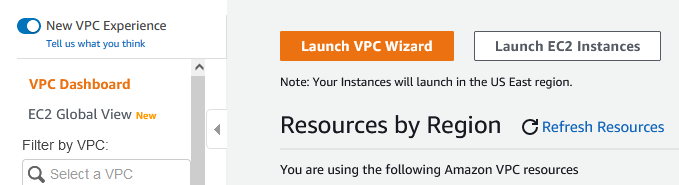 New VPC Experience
Tell us what you think
VPC Dashboard
EC2 Global View New
Filter by VPC:
Select a VPC
Launch VPC Wizard
Launch EC2 Instances
Note: Your Instances will launch in the US East region.
Resources by Region
Refresh Resources
You are using the following Amazon VPC resources